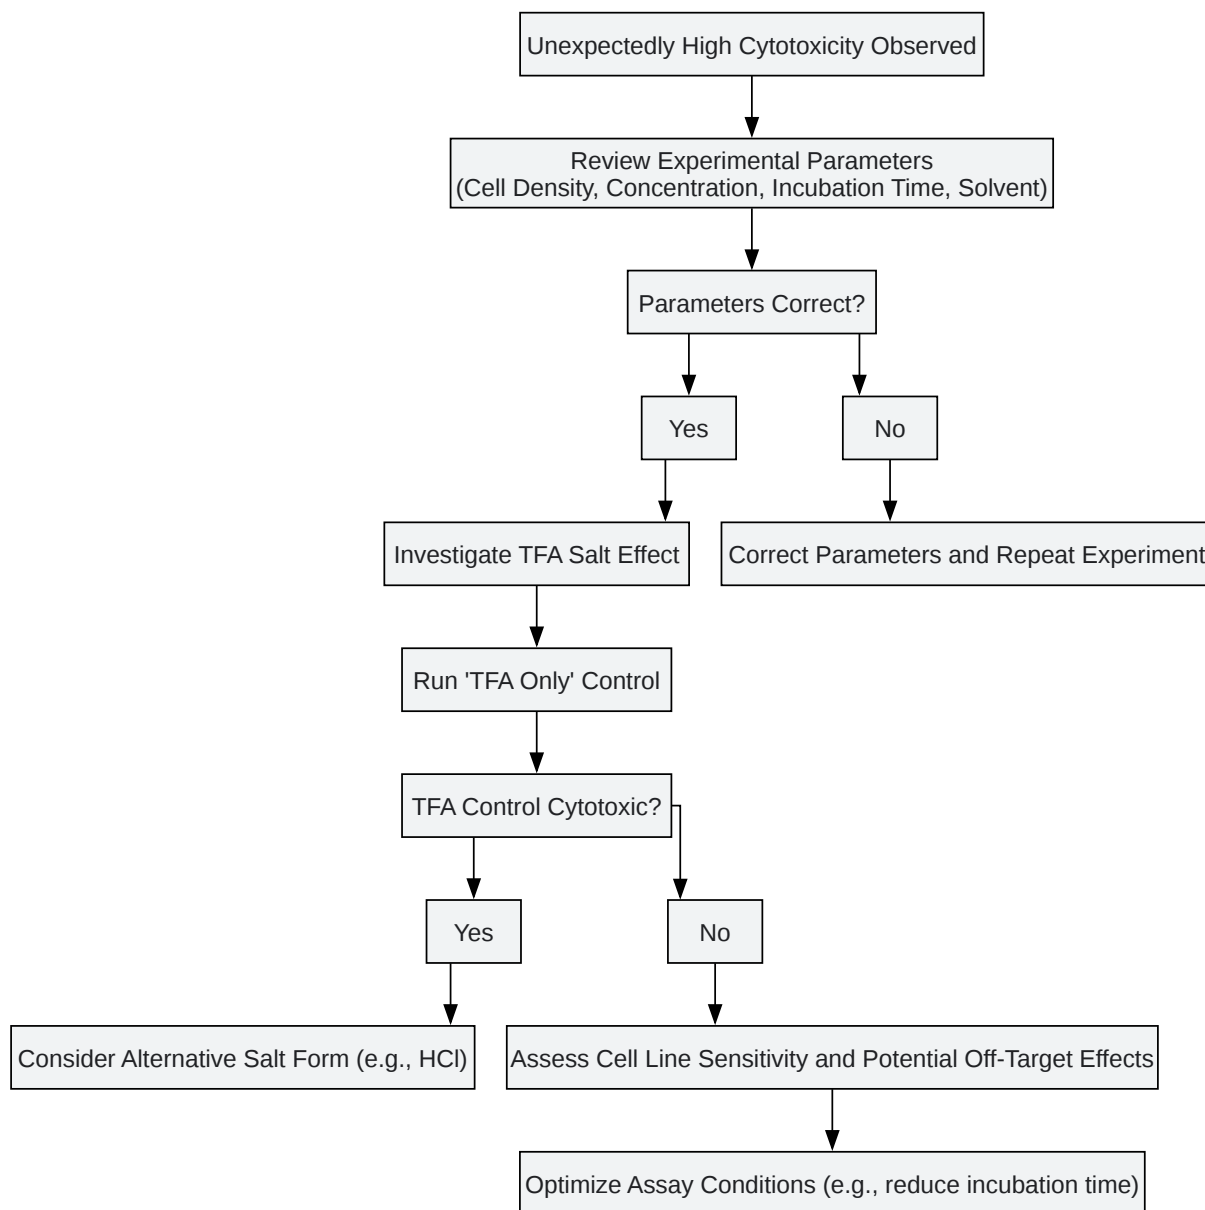 Unexpectedly High Cytotoxicity Observed
Review Experimental Parameters
(Cell Density, Concentration, Incubation Time, Solvent)
Parameters Correct?
Yes
No
Investigate TFA Salt Effect
Correct Parameters and Repeat Experiment
Run 'TFA Only' Control
TFA Control Cytotoxic?
Yes
No
Consider Alternative Salt Form (e.g., HCl)
Assess Cell Line Sensitivity and Potential Off-Target Effects
Optimize Assay Conditions (e.g., reduce incubation time)